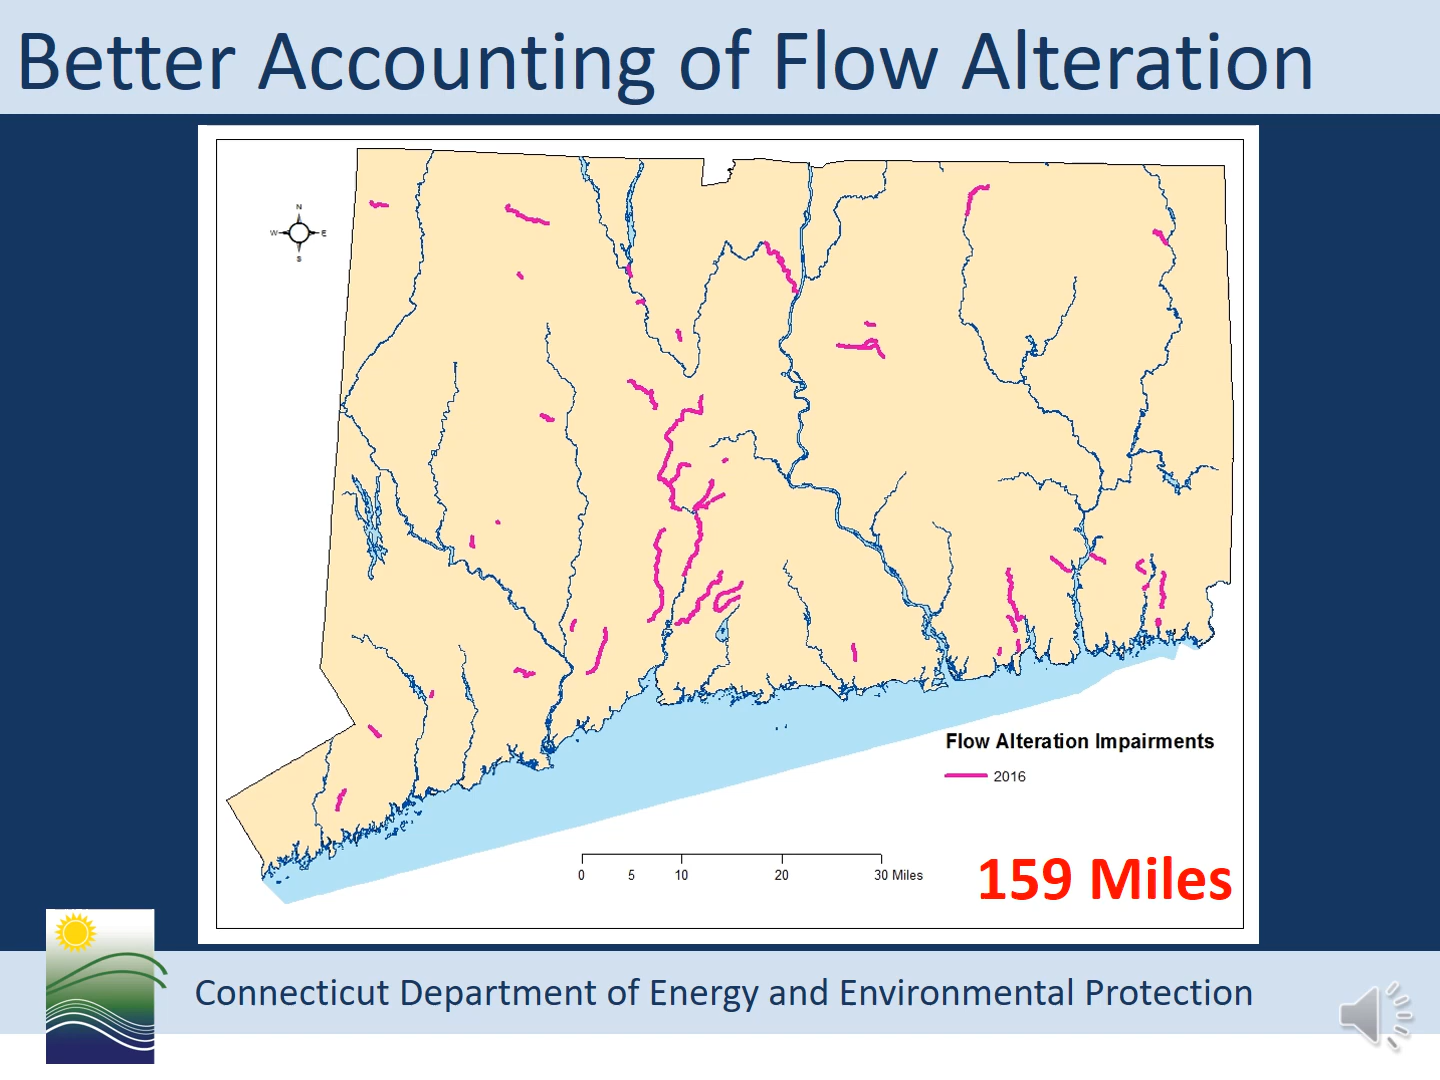 Better Accounting of Flow Alteration
N
W
E
S
Flow Alteration Impairments
2016
0 5 10 20 30 Miles
159 Miles
Connecticut Department of Energy and Environmental Protection